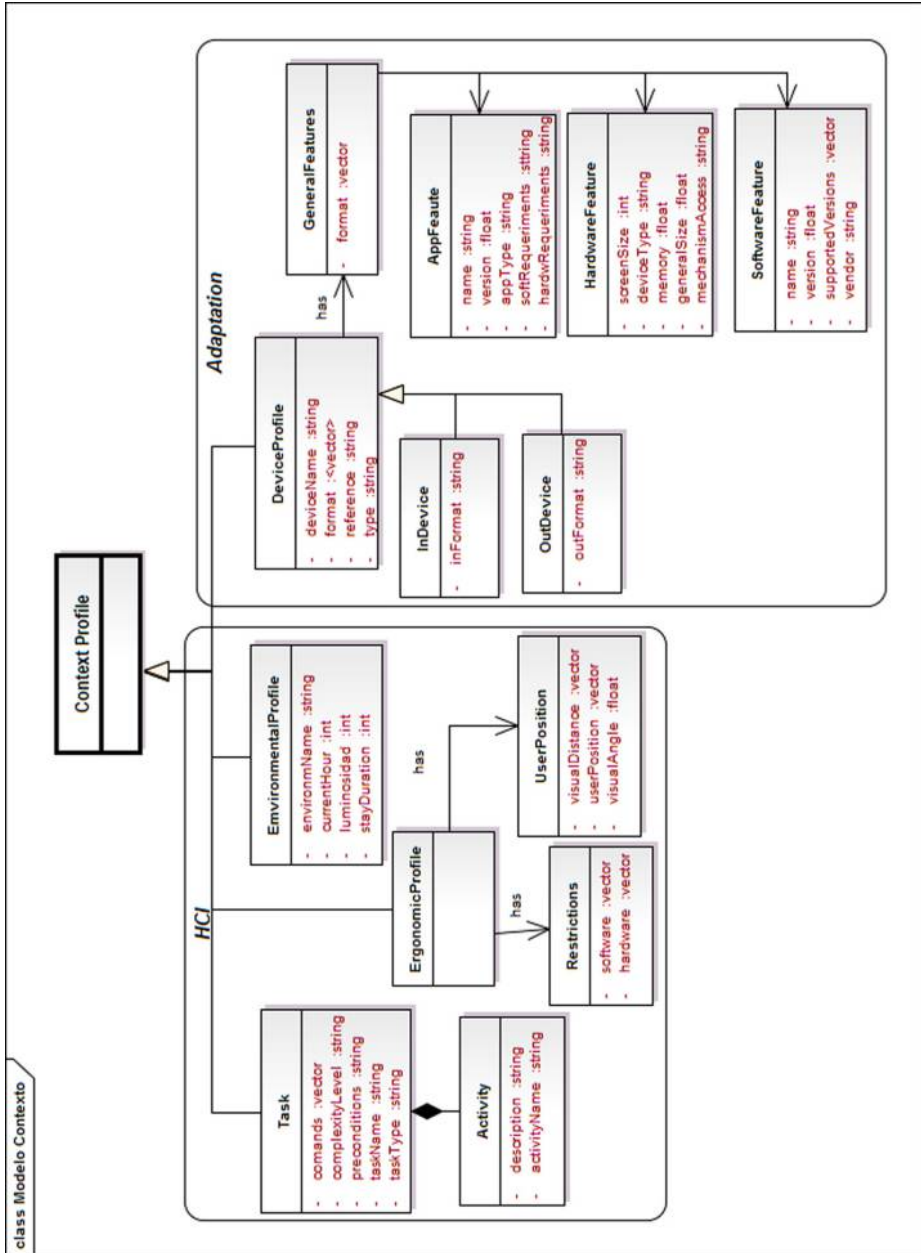 class Modelo Contexto
Context Profile
HCI
Task
- comands :vector
- complexityLevel :string
- preconditions :string
- taskName :string
- taskType :string
Activity
- description :string
- activityName :string
EmvironmentalProfile
- environmName :string
- currentHour :int
- luminosidad :int
- stayDuration :int
ErgonomicProfile
has
has
Restrictions
- software :vector
- hardware :vector
UserPosition
- visualDistance :vector
- userPosition :vector
- visualAngle :float
Adaptation
DeviceProfile
- deviceName :string
- format :<vector>
- reference :string
- type :string
has
InDevice
- inFormat :string
OutDevice
- outFormat :string
GeneralFeatures
- format :vector
AppFeaute
- name :string
- version :float
- appType :string
- softRequeriments :sttring
- hardwRequeriments :string
HardwareFeature
- screenSize :int
- deviceType :string
- memory :float
- generalSize :float
- mechanismAccess :string
SoftwareFeature
- name :string
- version :float
- supportedVersions :vector
- vendor :string